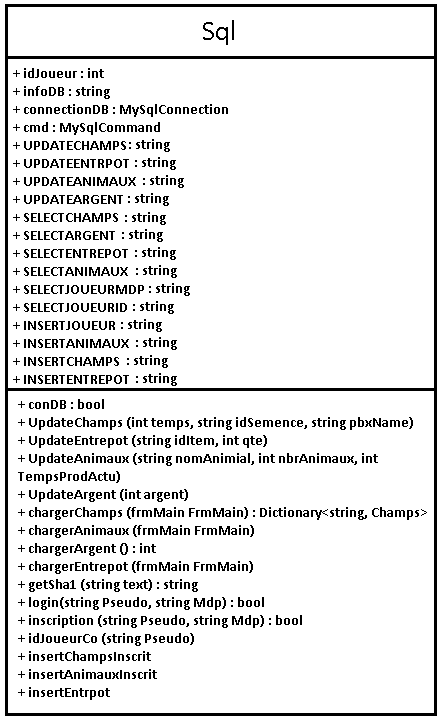 Sql
+ idJoueur : int
+ infoDB : string
+ connectionDB : MySqlConnection
+ cmd : MySqlCommand
+ UPDATECHAMPS: string
+ UPDATEENTRPOT : string
+ UPDATEANIMAUX : string
+ UPDATEARGENT : string
+ SELECTCHAMPS : string
+ SELECTARGENT : string
+ SELECTENTREPOT : string
+ SELECTANIMAUX : string
+ SELECTJOUEURMDP : string
+ SELECTJOUEURID : string
+ INSERTJOUEUR : string
+ INSERTANIMAUX : string
+ INSERTCHAMPS : string
+ INSERTENTREPOT : string
+ conDB : bool
+ UpdateChamps (int temps, string idSemence, string pbxName)
+ UpdateEntrepot (string idItem, int qte)
+ UpdateAnimaux (string nomAnimial, int nbrAnimaux, int
TempsProdActu)
+ UpdateArgent (int argent)
+ chargerChamps (frmMain FrmMain) : Dictionary<string, Champs>
+ chargerAnimaux (frmMain FrmMain)
+ chargerArgent () : int
+ chargerEntrepot (frmMain FrmMain)
+ getSha1 (string text) : string
+ login(string Pseudo, string Mdp) : bool
+ inscription (string Pseudo, string Mdp) : bool
+ idJoueurCo (string Pseudo)
+ insertChampsInscrit
+ insertAnimauxInscrit
+ insertEntrpot